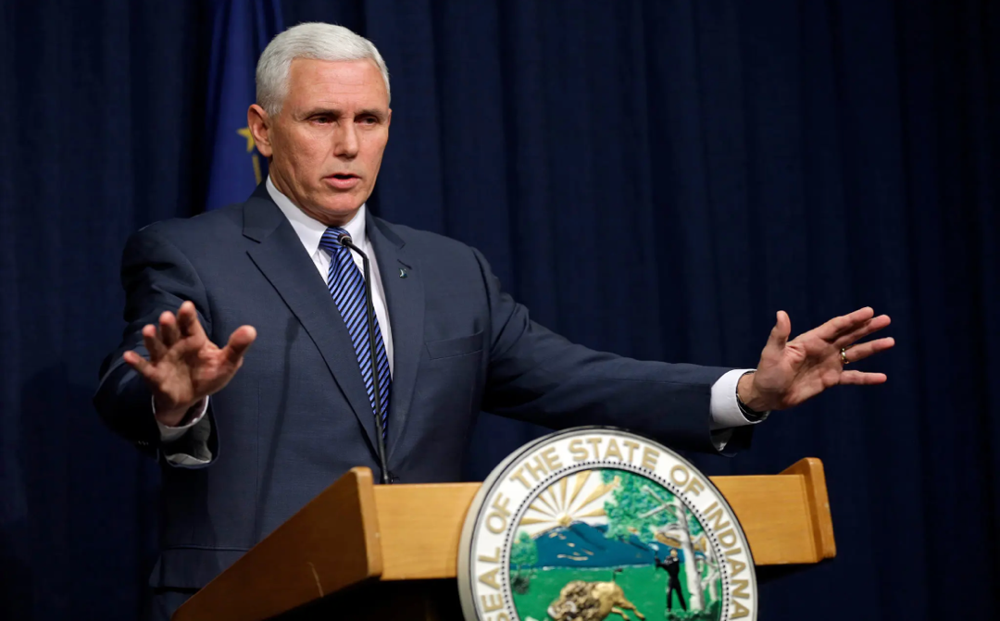 SEAL OF THE STATE OF INDIANA